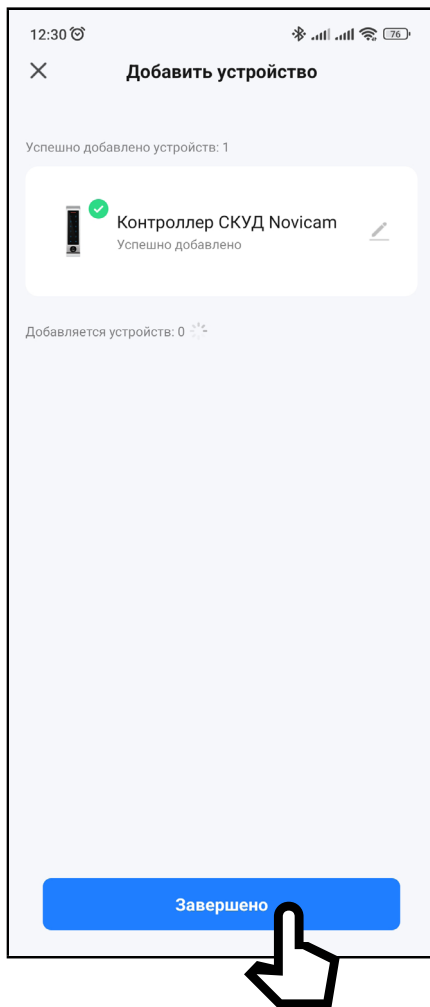 12:30
76
Добавить устройство
Успешно добавлено устройств: 1
Контроллер СКУД Novicam
Успешно добавлено
Добавляется устройств: 0
Завершено